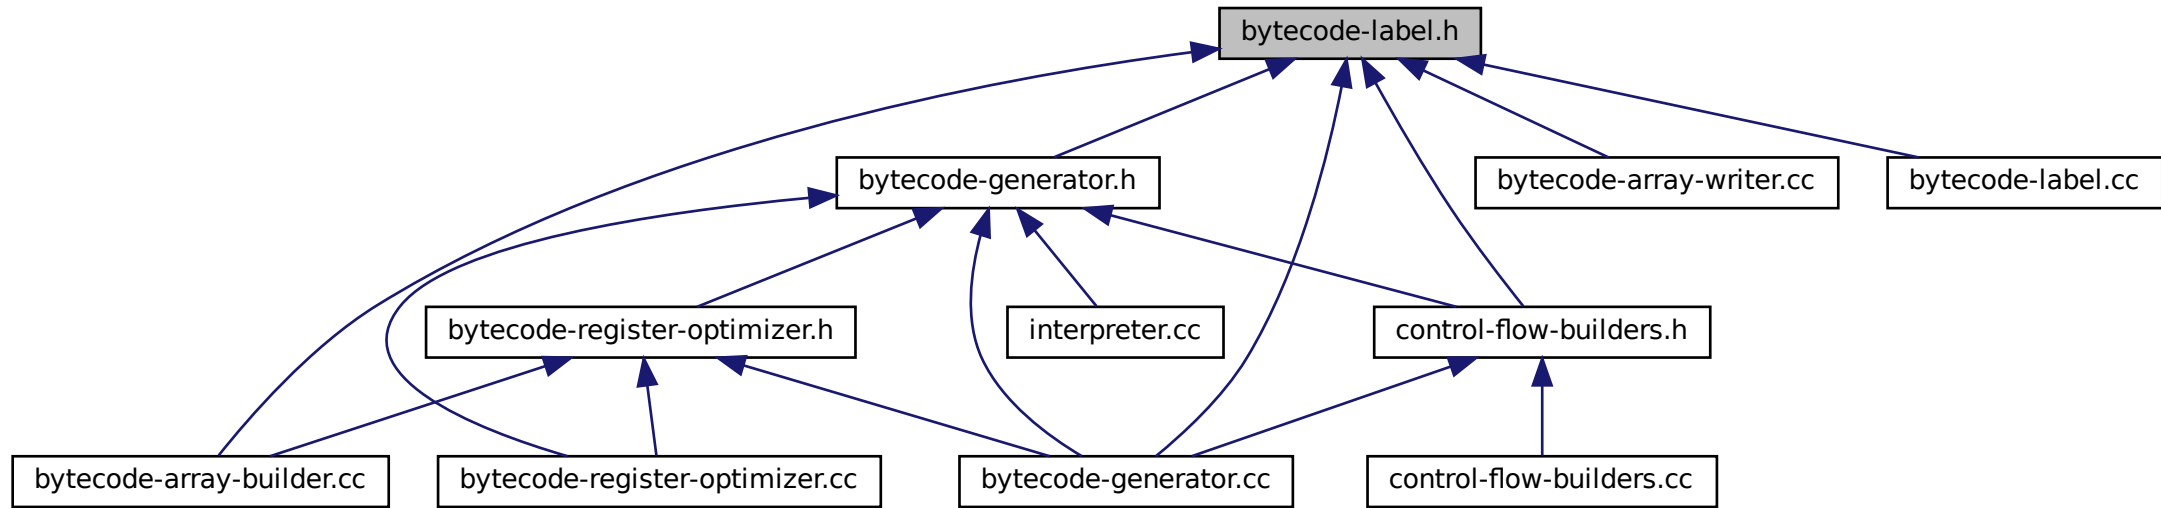 bytecode-label.h
bytecode-generator.h
bytecode-array-writer.cc
bytecode-label.cc
bytecode-register-optimizer.h
interpreter.cc
control-flow-builders.h
bytecode-array-builder.cc
bytecode-register-optimizer.cc
bytecode-generator.cc
control-flow-builders.cc